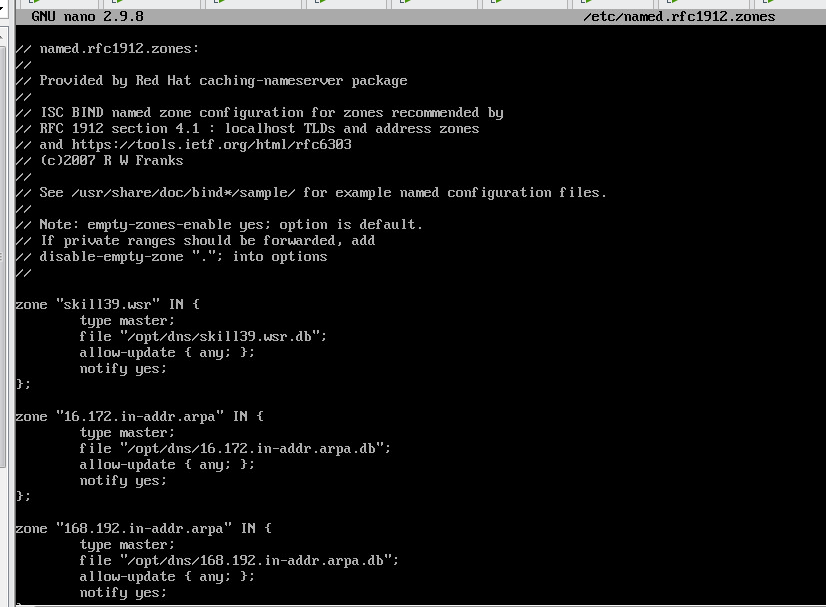 GNU nano 2.9.8 /etc/named.rfc1912.zones
// named.rfc1912.zones:
//
// Provided by Red Hat caching-nameserver package
//
// ISC BIND named zone configuration for zones recommended by
// RFC 1912 section 4.1 : localhost TLDs and address zones
// and https://tools.ietf.org/html/rfc6303
// (c)2007 R W Franks
//
// See /usr/share/doc/bind*/sample/ for example named configuration files.
//
// Note: empty-zones-enable yes; option is default.
// If private ranges should be forwarded, add
// disable-empty-zone "."; into options
//
zone "skill39.wsr" IN {
type master;
file "/opt/dns/skill39.wsr.db";
allow-update { any; };
notify yes;
};
zone "16.172.in-addr.arpa" IN {
type master;
file "/opt/dns/16.172.in-addr.arpa.db";
allow-update { any; };
notify yes;
};
zone "168.192.in-addr.arpa" IN {
type master;
file "/opt/dns/168.192.in-addr.arpa.db";
allow-update { any; };
notify yes;
};